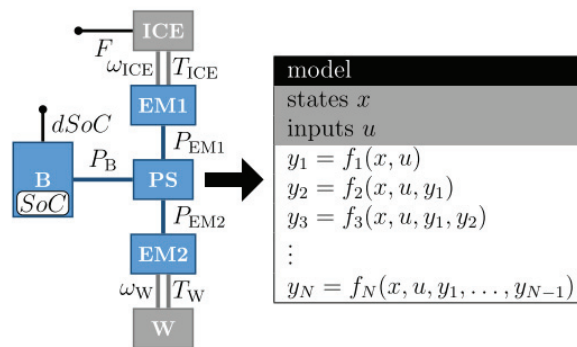 ICE
F
ω_ICE T_ICE
EM1
dSoC
P_EM1
P_B
B
SoC
PS
P_EM2
EM2
ω_W T_W
W
model
states x
inputs u
y_1 = f_1(x, u)
y_2 = f_2(x, u, y_1)
y_3 = f_3(x, u, y_1, y_2)
⋮
y_N = f_N(x, u, y_1, . . . , y_{N−1})